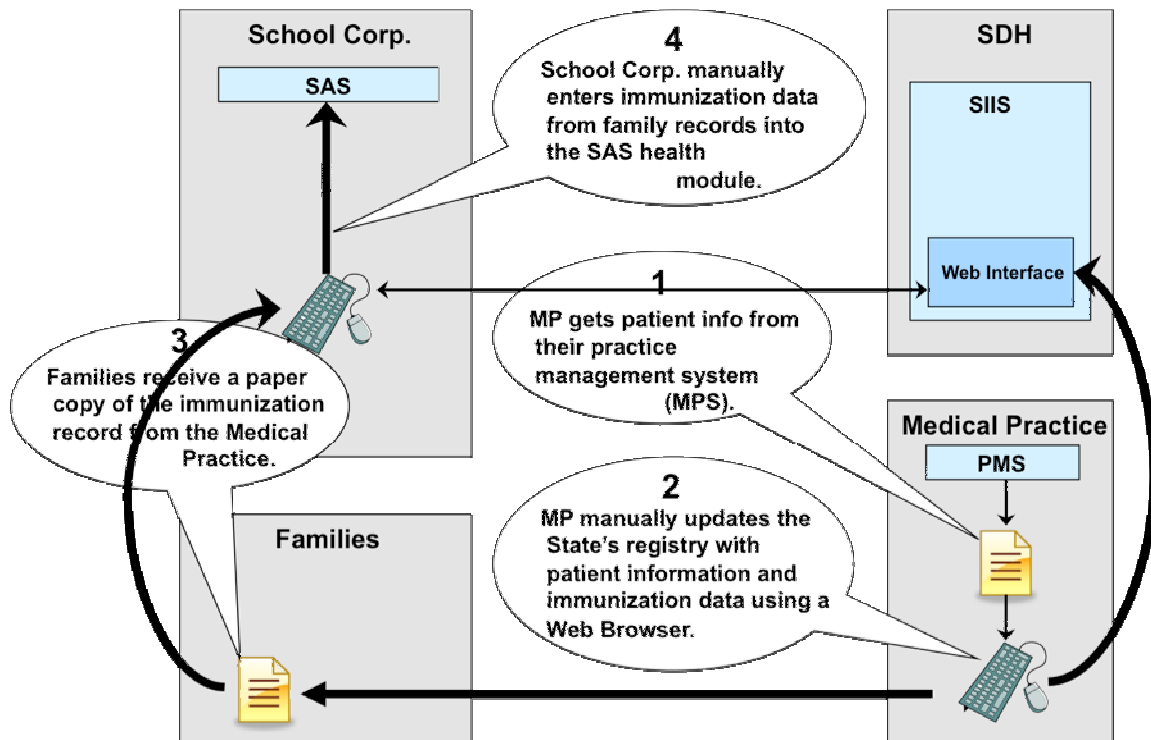 School Corp.
SAS
4
School Corp. manually
enters immunization data
from family records into
the SAS health
module.
SDH
SIIS
Web Interface
1
MP gets patient info from
their practice
management system
(MPS).
3
Families receive a paper
copy of the immunization
record from the Medical
Practice.
Medical Practice
PMS
2
MP manually updates the
State's registry with
patient information and
immunization data using a
Web Browser.
Families